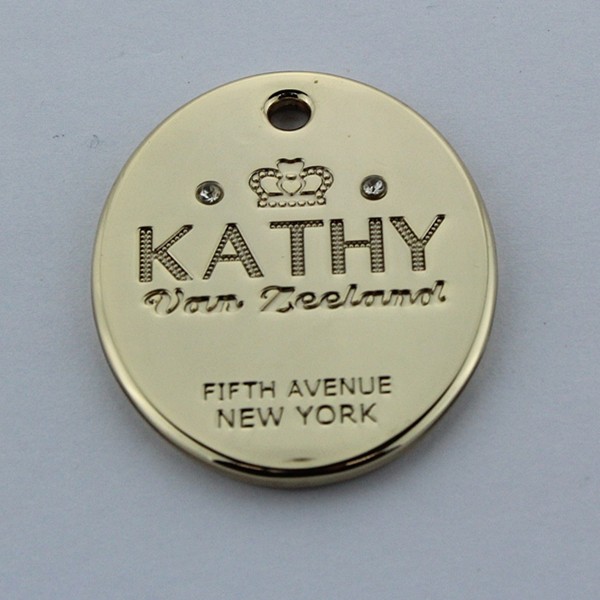 KATHY
Van Zeeland
FIFTH AVENUE
NEW YORK